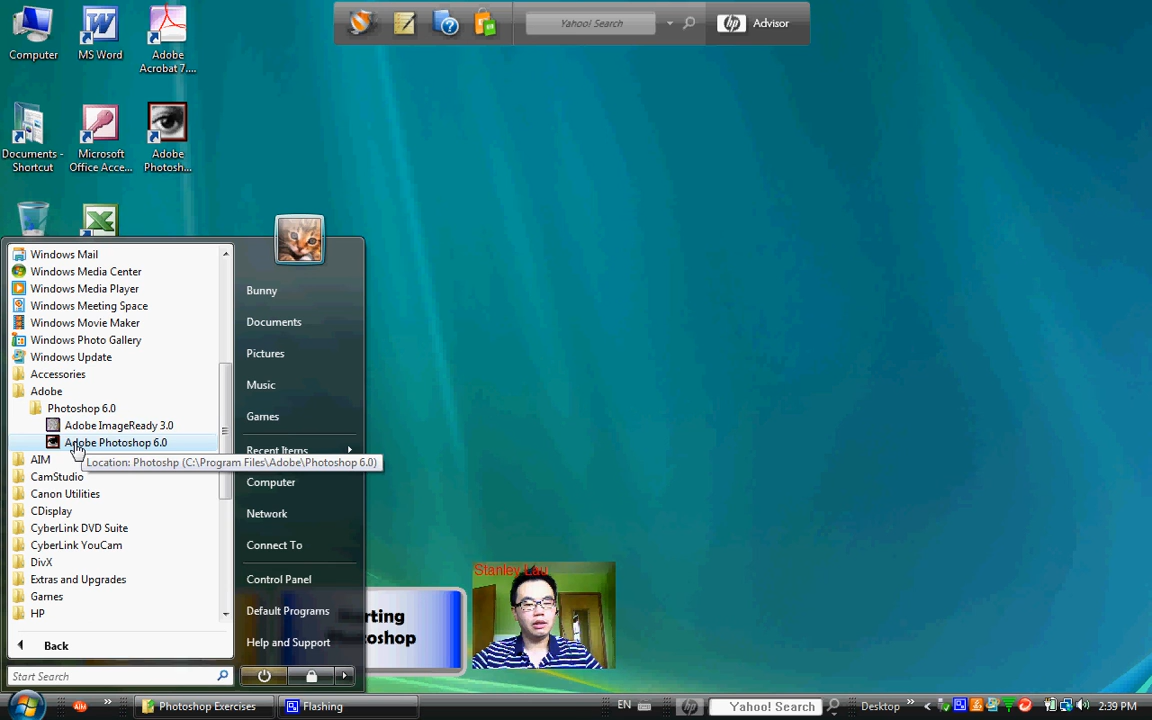 Computer
MS Word
Adobe
Acrobat 7....
Yahoo! Search
hp
Advisor
Documents -
Shortcut
Microsoft
Office Acce...
Adobe
Photosh...
Windows Mail
Windows Media Center
Windows Media Player
Windows Meeting Space
Windows Movie Maker
Windows Photo Gallery
Windows Update
Accessories
Adobe
Photoshop 6.0
Adobe ImageReady 3.0
Adobe Photoshop 6.0
Location: Photoshp (C:\Program Files\Adobe\Photoshop 6.0)
AIM
CamStudio
Canon Utilities
CDisplay
CyberLink DVD Suite
CyberLink YouCam
DivX
Extras and Upgrades
Games
HP
Back
Start Search
Bunny
Documents
Pictures
Music
Games
Recent Items
Computer
Network
Connect To
Control Panel
Default Programs
Help and Support
Stanley Lau
AIM
Photoshop Exercises
Flashing
EN
hp
Yahoo! Search
Desktop
2:39 PM